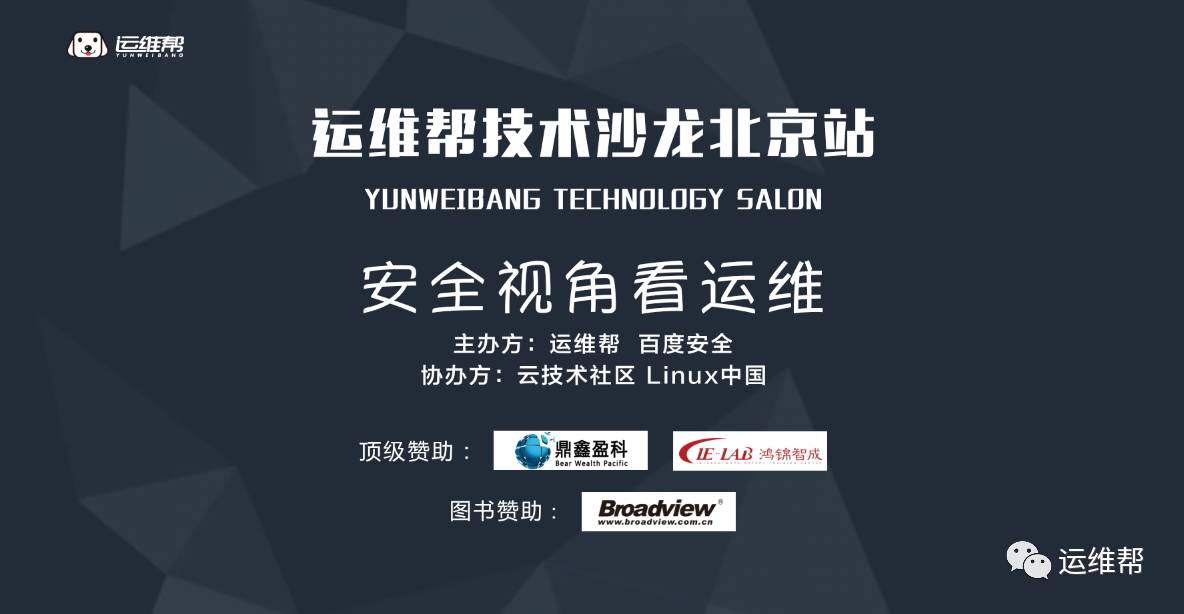 运维帮
YUNWEIBANG
运维帮技术沙龙北京站
YUNWEIBANG TECHNOLOGY SALON
安全视角看运维
主办方：运维帮 百度安全
协办方：云技术社区 Linux中国
顶级赞助： 鼎鑫盈科 IE-LAB 鸿锦智成
Bear Wealth Pacific
图书赞助： Broadview®
www.broadview.com.cn
运维帮